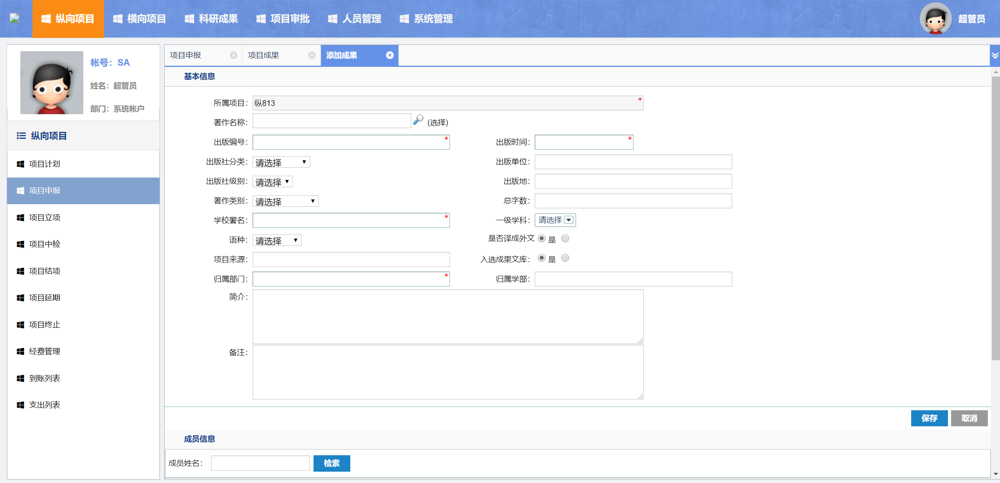 纵向项目 横向项目 科研成果 项目审批 人员管理 系统管理 超管员
帐号：SA
姓名：超管员
部门：系统帐户
纵向项目
项目计划
项目申报
项目立项
项目中检
项目结项
项目延期
项目终止
经费管理
到账列表
支出列表
项目申报 项目成果 添加成果
基本信息
所属项目： 纵813 *
著作名称： (选择)
出版编号： * 出版时间： *
出版社分类： 请选择 出版单位：
出版社级别： 请选择 出版地：
著作类别： 请选择 总字数：
学校署名： * 一级学科： 请选择
语种： 请选择 是否译成外文 是
项目来源： 入选成果文库： 是
归属部门： * 归属学部：
简介：
备注：
保存 取消
成员信息
成员姓名： 检索